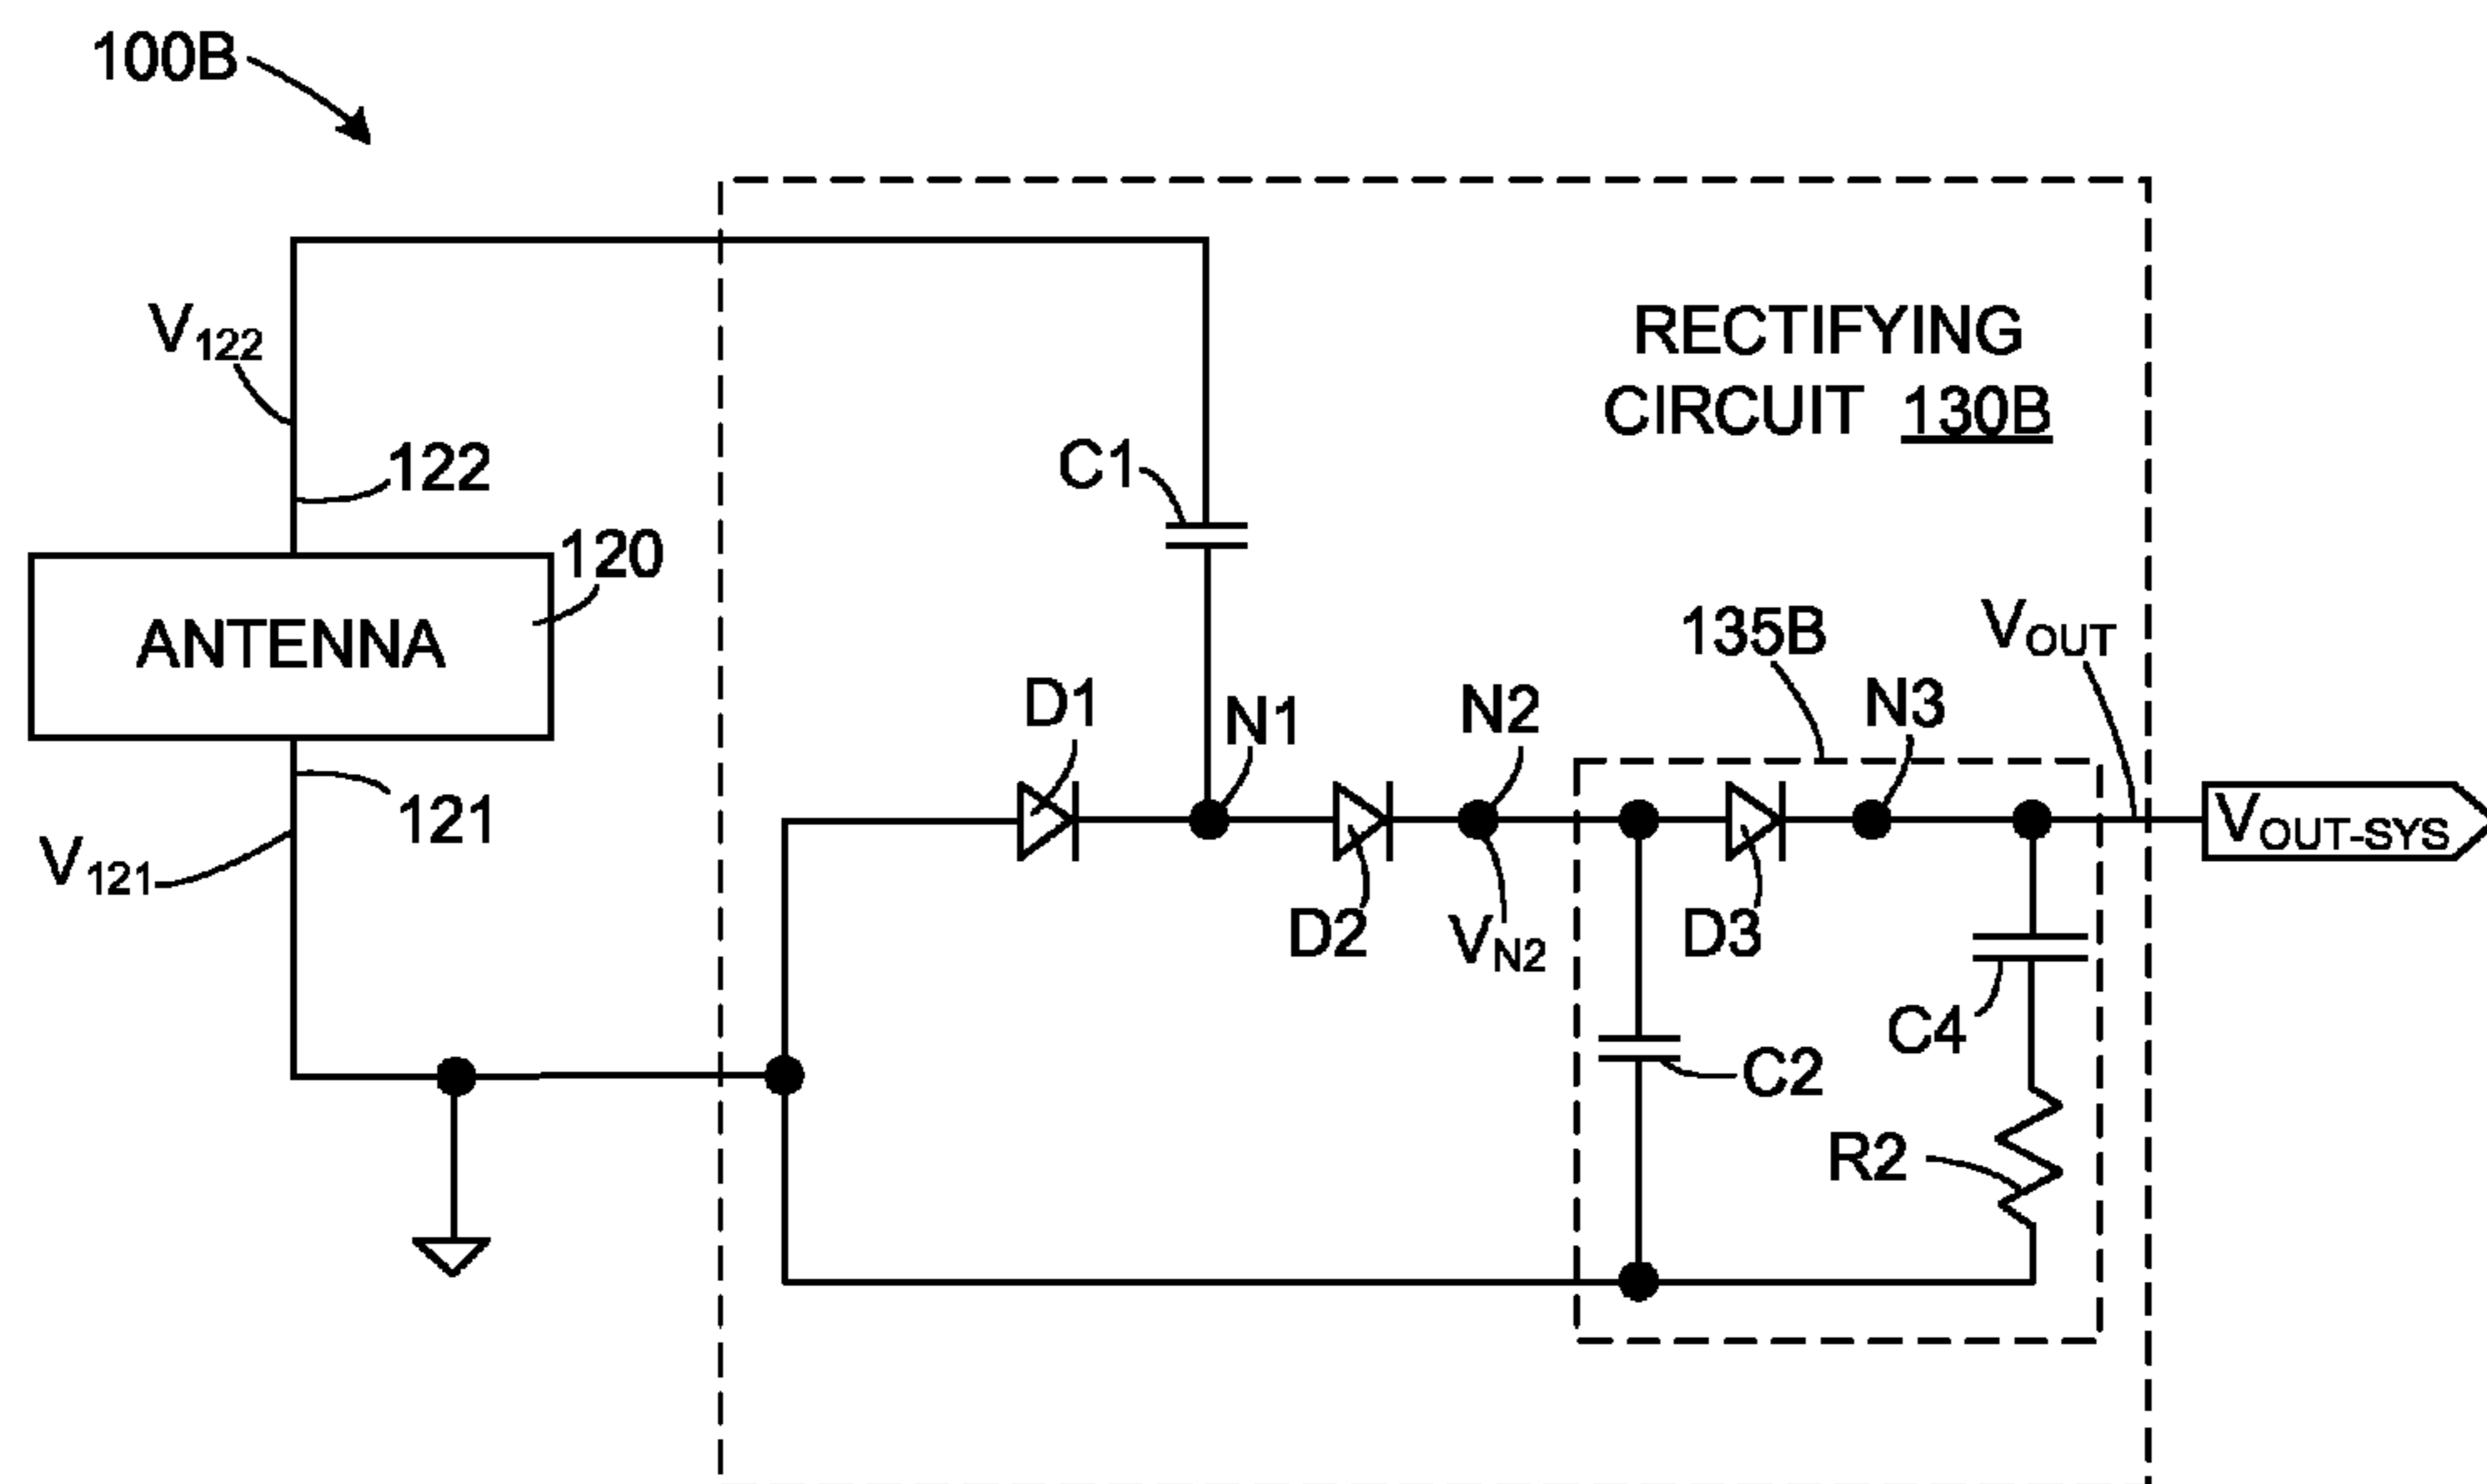 100B
V122
RECTIFYING
CIRCUIT 130B
122
C1
120
ANTENNA
135B
VOUT
D1
N1
N2
N3
121
V121
VOUT-SYS
D2
VN2
D3
C4
C2
R2